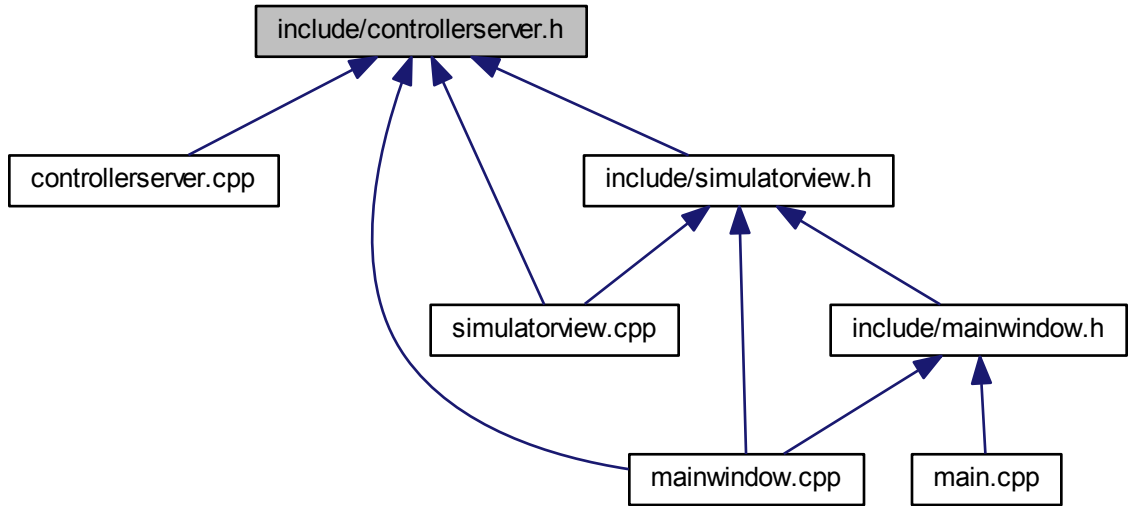 include/controllerserver.h
controllerserver.cpp
include/simulatorview.h
simulatorview.cpp
include/mainwindow.h
mainwindow.cpp
main.cpp